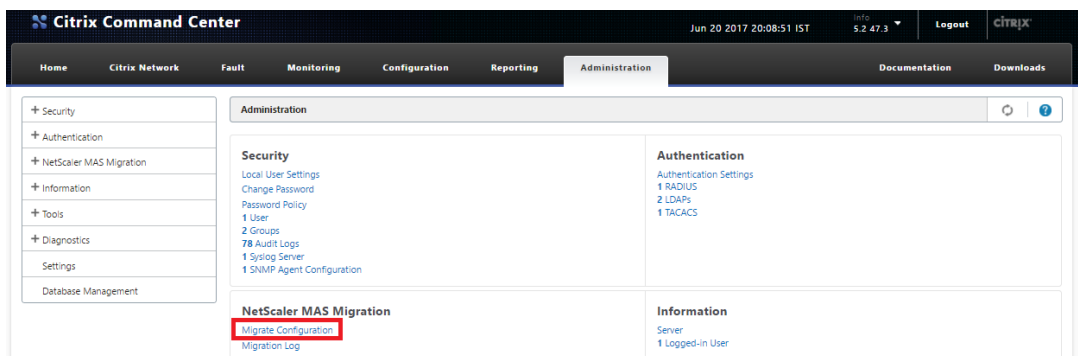 Citrix Command Center
Jun 20 2017 20:08:51 IST
Info
5.2 47.3
Logout
CİTRIX
Home Citrix Network Fault Monitoring Configuration Reporting Administration Documentation Downloads
+ Security
+ Authentication
+ NetScaler MAS Migration
+ Information
+ Tools
+ Diagnostics
Settings
Database Management
Administration
?
Security
Local User Settings
Change Password
Password Policy
1 User
2 Groups
78 Audit Logs
1 Syslog Server
1 SNMP Agent Configuration
Authentication
Authentication Settings
1 RADIUS
2 LDAPs
1 TACACS
NetScaler MAS Migration
Migrate Configuration
Migration Log
Information
Server
1 Logged-in User